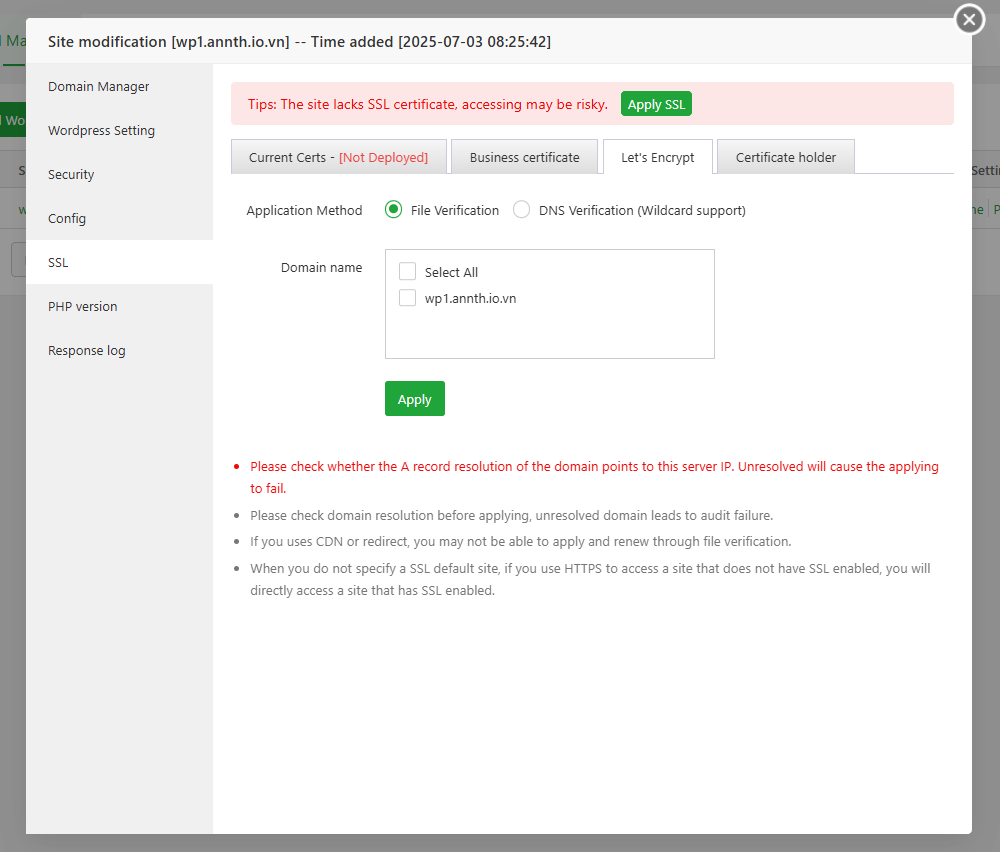 Site modification [wp1.annth.io.vn] -- Time added [2025-07-03 08:25:42]
Domain Manager
Wordpress Setting
Security
Config
SSL
PHP version
Response log
Tips: The site lacks SSL certificate, accessing may be risky. Apply SSL
Current Certs - [Not Deployed] Business certificate Let's Encrypt Certificate holder
Application Method File Verification DNS Verification (Wildcard support)
Domain name
Select All
wp1.annth.io.vn
Apply
Please check whether the A record resolution of the domain points to this server IP. Unresolved will cause the applying
to fail.
Please check domain resolution before applying, unresolved domain leads to audit failure.
If you uses CDN or redirect, you may not be able to apply and renew through file verification.
When you do not specify a SSL default site, if you use HTTPS to access a site that does not have SSL enabled, you will
directly access a site that has SSL enabled.